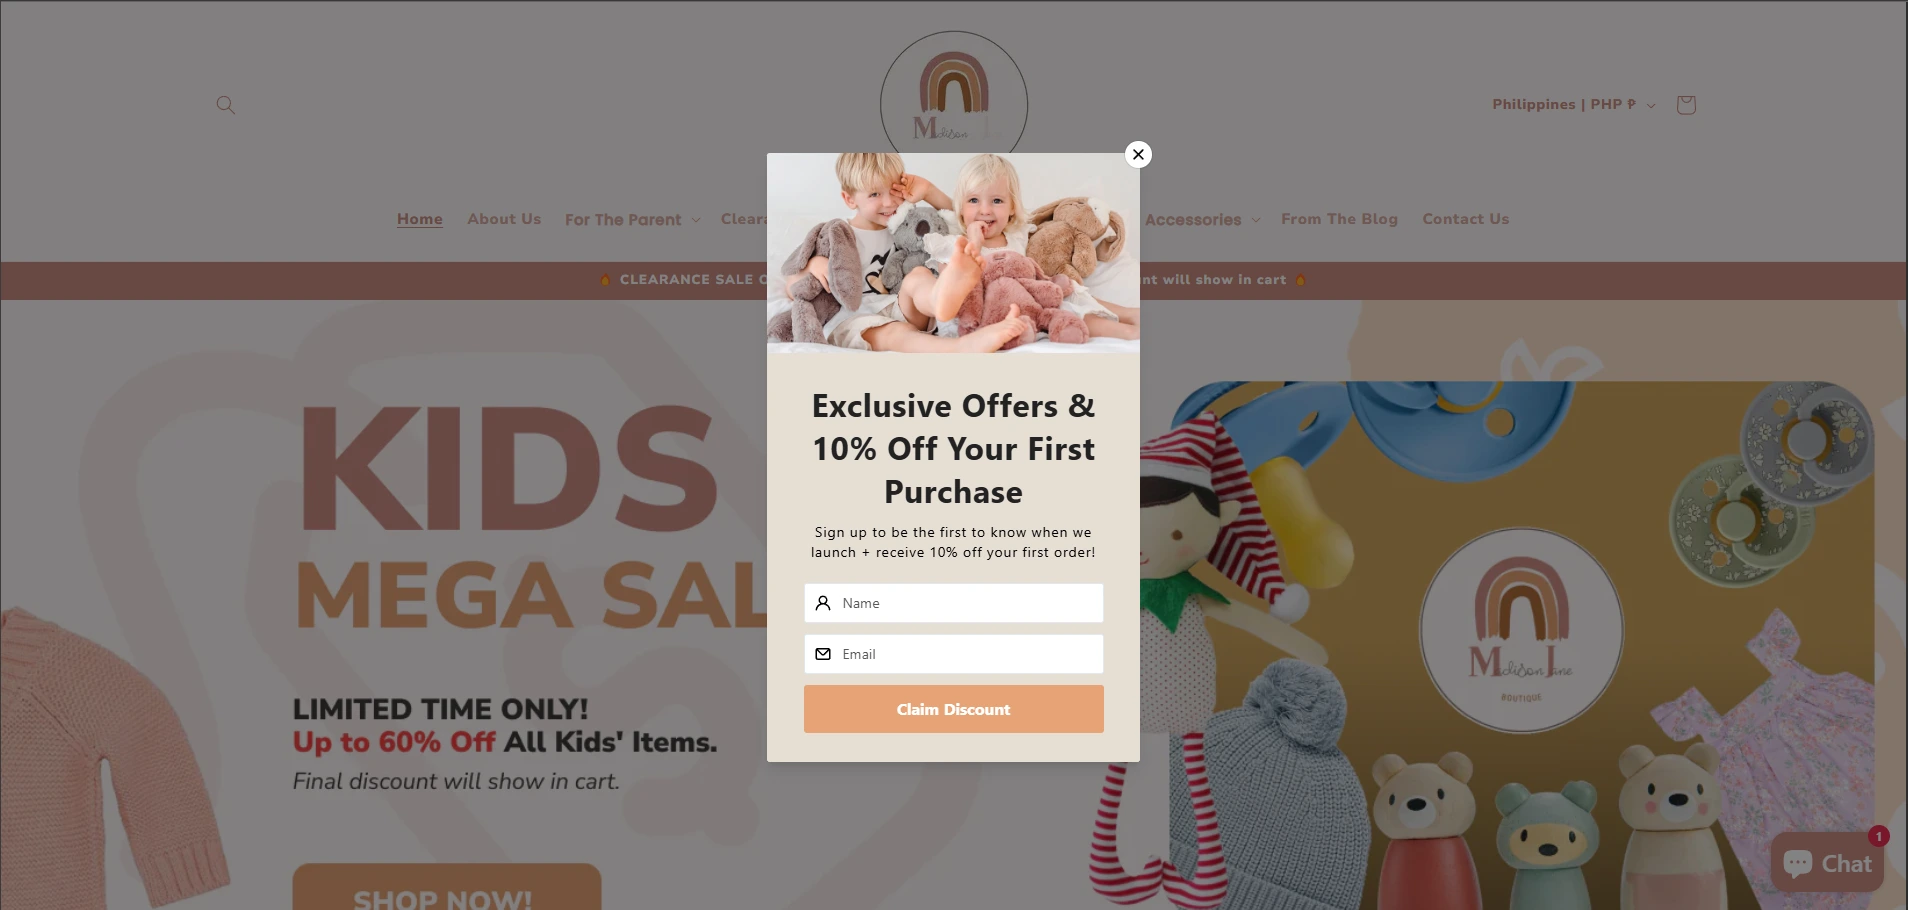 Madison
Philippines | PHP ₱
Home
About Us
For The Parent
Accessories
From The Blog
Contact Us
CLEARANCE SALE
will show in cart
Exclusive Offers &
10% Off Your First
Purchase
Sign up to be the first to know when we
launch + receive 10% off your first order!
Name
Email
Claim Discount
KIDS
MEGA
LIMITED TIME ONLY!
Up to 60% Off All Kids' Items.
Final discount will show in cart.
SHOP NOW!
Madison Jane
BOUTIQUE
1
Chat